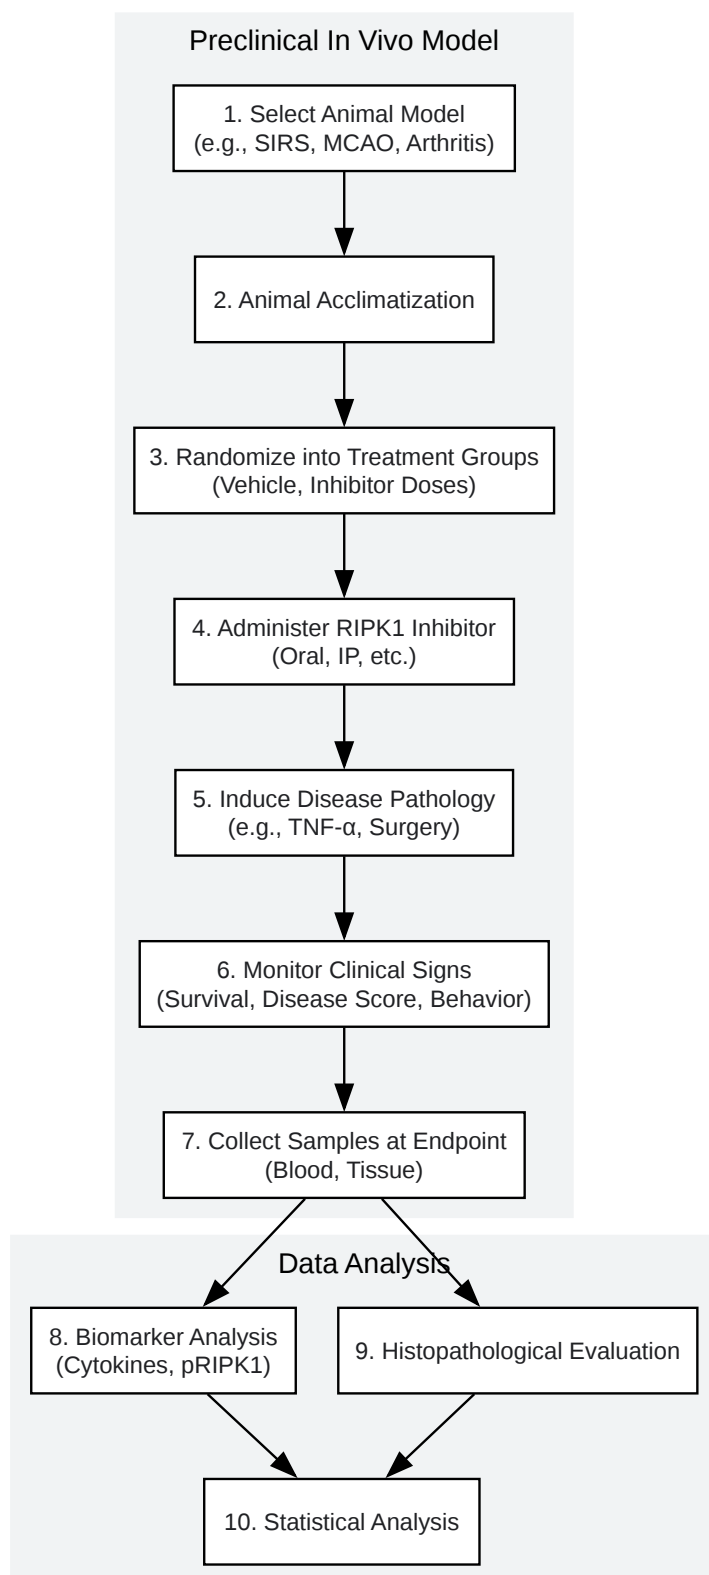 Preclinical In Vivo Model
1. Select Animal Model
(e.g., SIRS, MCAO, Arthritis)
2. Animal Acclimatization
3. Randomize into Treatment Groups
(Vehicle, Inhibitor Doses)
4. Administer RIPK1 Inhibitor
(Oral, IP, etc.)
5. Induce Disease Pathology
(e.g., TNF-α, Surgery)
6. Monitor Clinical Signs
(Survival, Disease Score, Behavior)
7. Collect Samples at Endpoint
(Blood, Tissue)
Data Analysis
8. Biomarker Analysis
(Cytokines, pRIPK1)
9. Histopathological Evaluation
10. Statistical Analysis